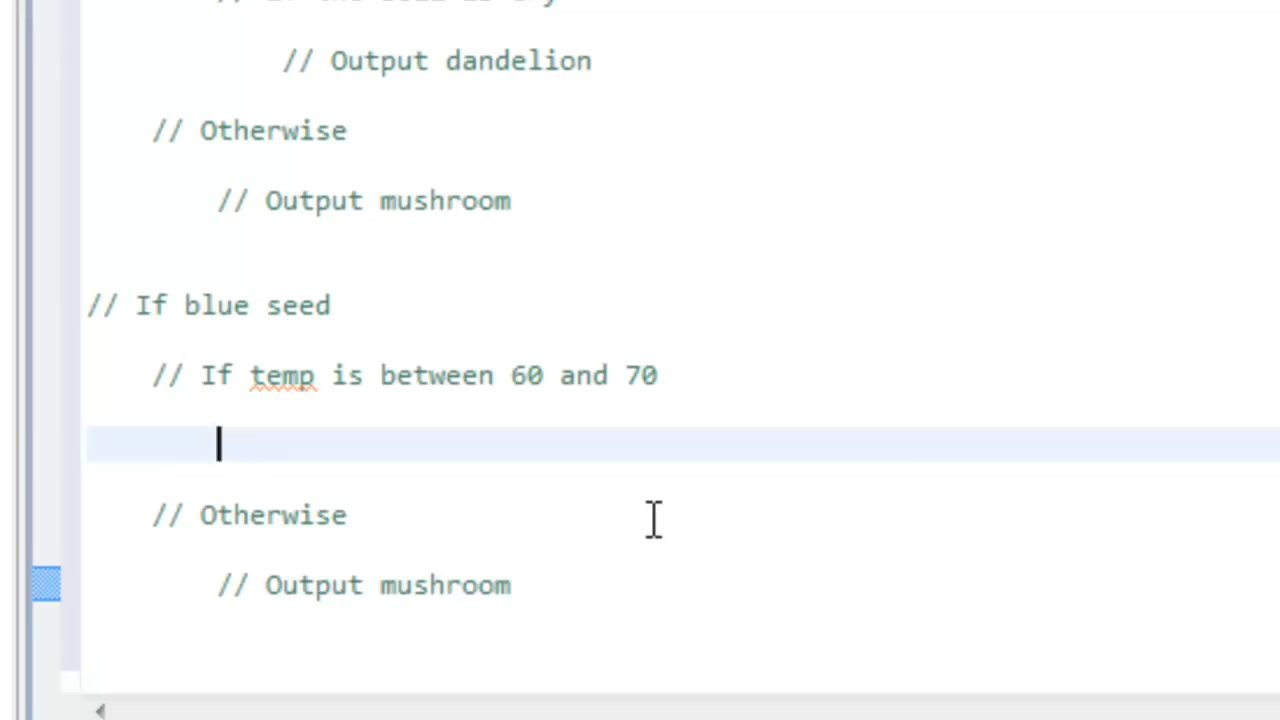 // Output dandelion
// Otherwise
// Output mushroom
// If blue seed
// If temp is between 60 and 70
// Otherwise
// Output mushroom